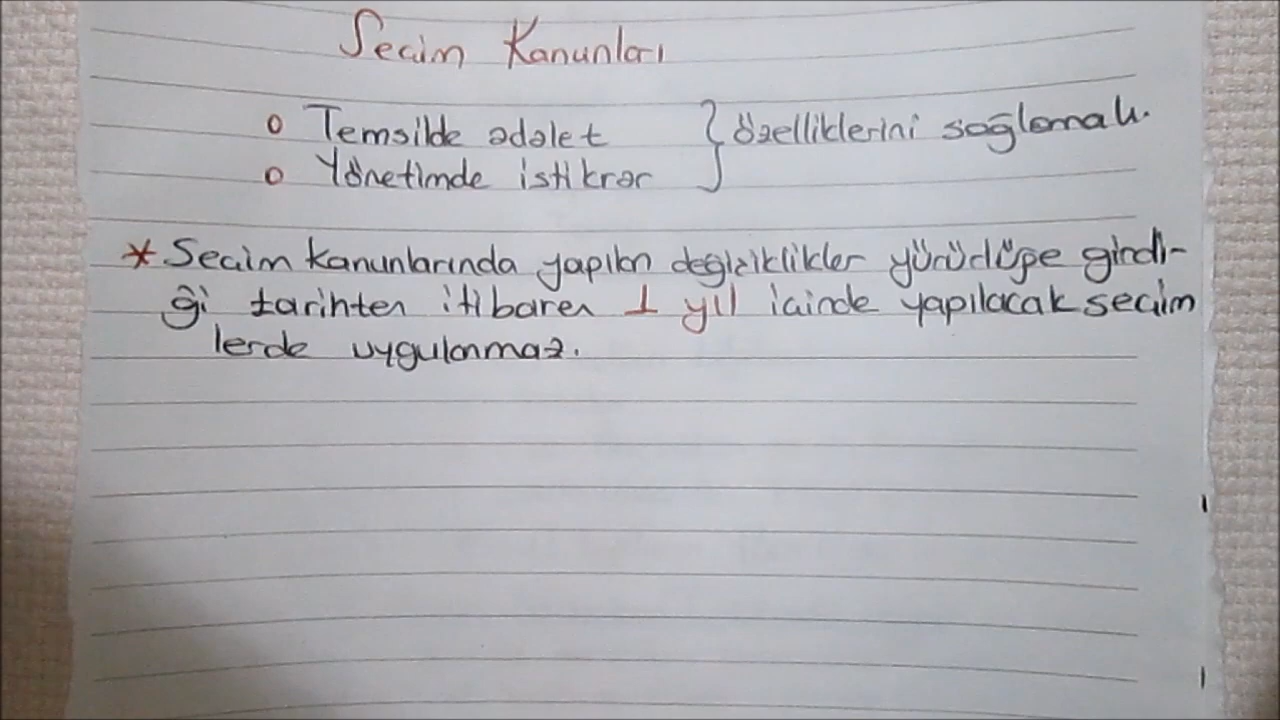 Seçim Kanunları
o Temsilde adalet } özelliklerini sağlamalı.
o Yönetimde istikrar
* Seçim kanunlarında yapılan değişiklikler yürürlüğe girdi-
ği tarihten itibaren 1 yıl içinde yapılacak seçim
lerde uygulanmaz.